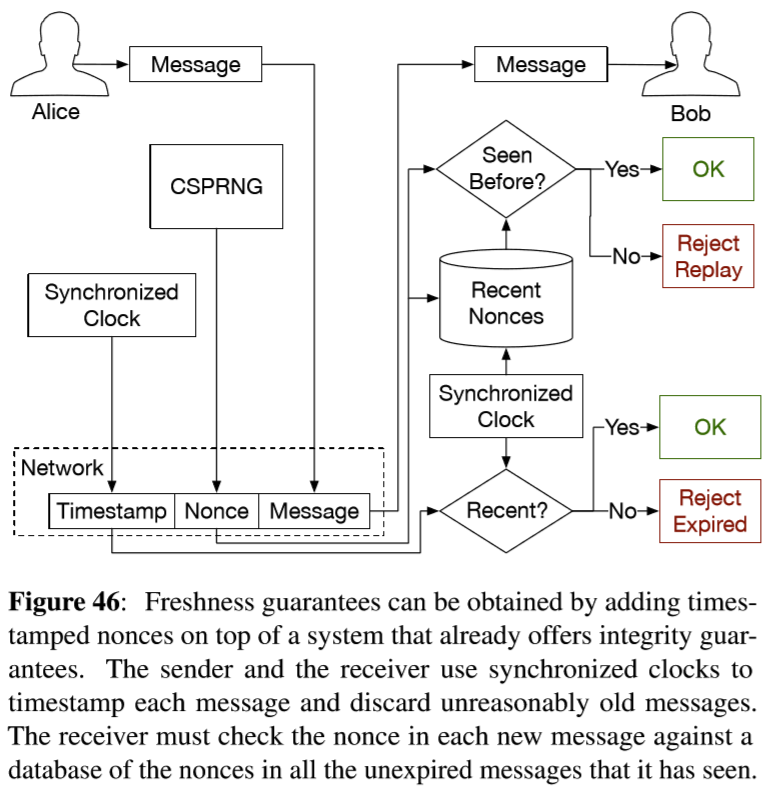 Message
Message
Alice
Bob
CSPRNG
Seen
Before?
Yes
OK
No
Reject
Replay
Synchronized
Clock
Recent
Nonces
Synchronized
Clock
Yes
OK
Network
Timestamp
Nonce
Message
Recent?
No
Reject
Expired
Figure 46: Freshness guarantees can be obtained by adding times-
tamped nonces on top of a system that already offers integrity guar-
antees. The sender and the receiver use synchronized clocks to
timestamp each message and discard unreasonably old messages.
The receiver must check the nonce in each new message against a
database of the nonces in all the unexpired messages that it has seen.